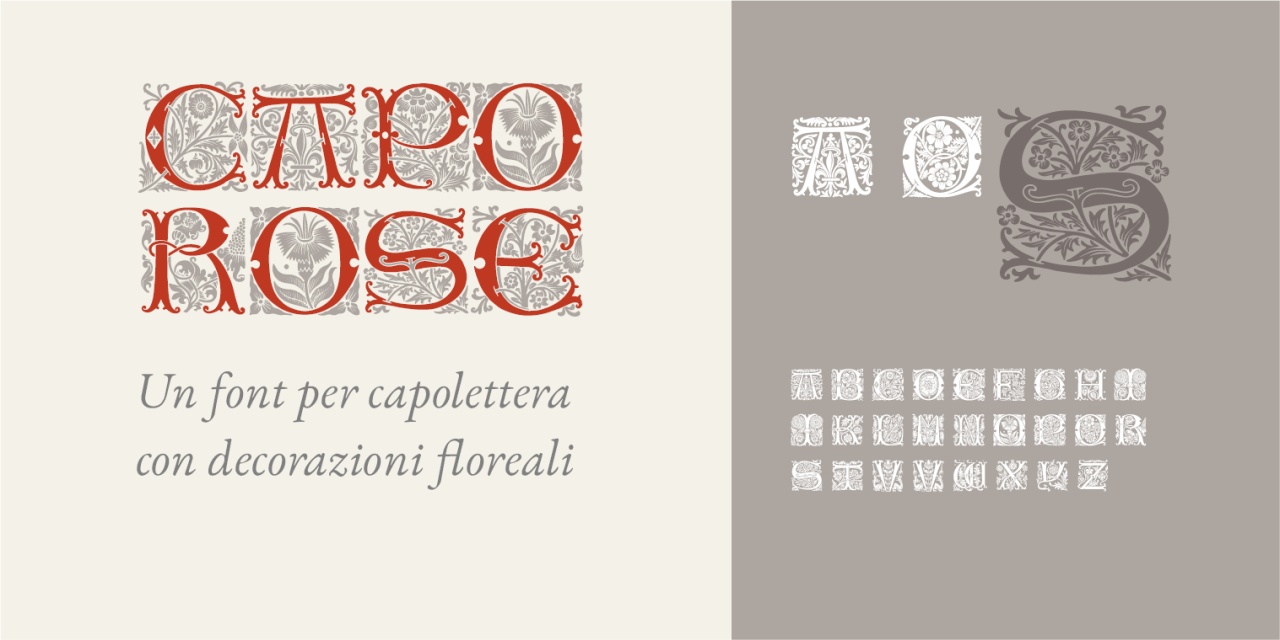 CAPO
ROSE
Un font per capolettera
con decorazioni floreali
A Q S
A B C D E F G H I
J K L M N O P Q R
S T U V W X Y Z